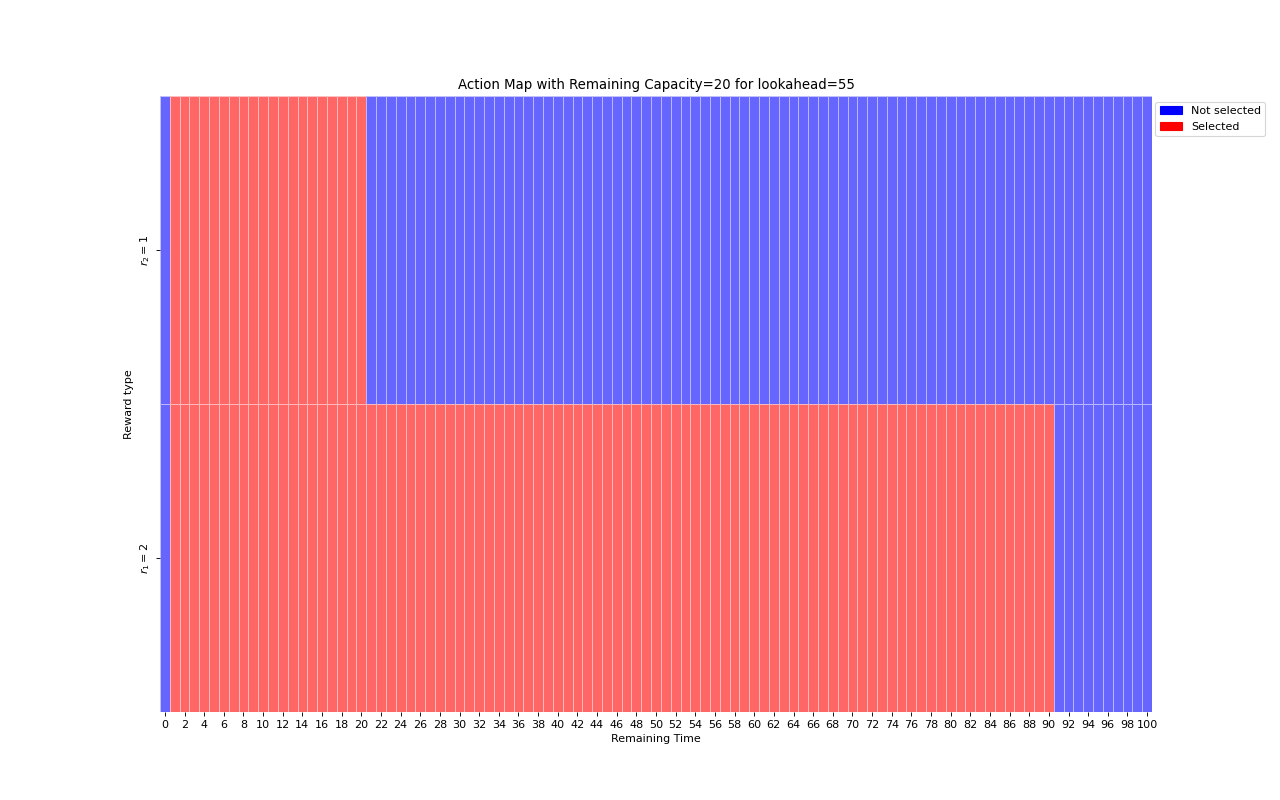 Action Map with Remaining Capacity=20 for lookahead=55
Not selected
Selected
r₂ = 1
Reward type
r₁ = 2
0 2 4 6 8 10 12 14 16 18 20 22 24 26 28 30 32 34 36 38 40 42 44 46 48 50 52 54 56 58 60 62 64 66 68 70 72 74 76 78 80 82 84 86 88 90 92 94 96 98 100
Remaining Time